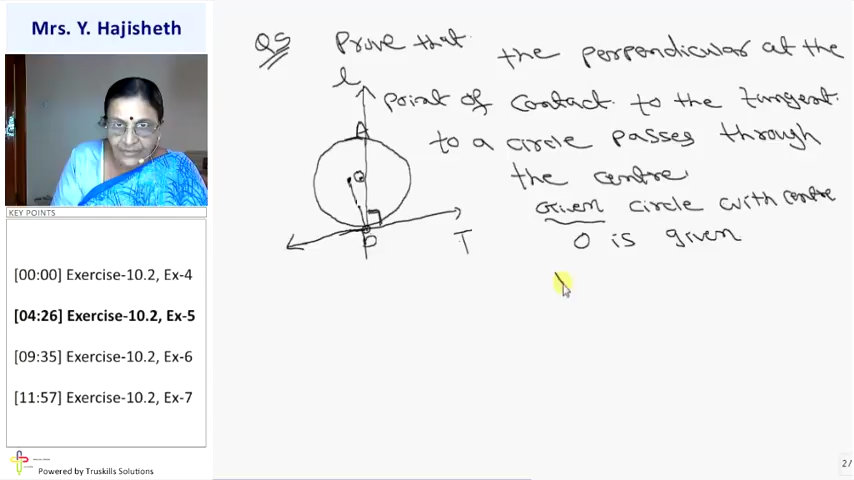 Mrs. Y. Hajisheth
Q5 Prove that the perpendicular at the
point of contact to the tangent
to a circle passes through
the centre
Given circle with centre
O is given
l
A
O
P
T
KEY POINTS
[00:00] Exercise-10.2, Ex-4
[04:26] Exercise-10.2, Ex-5
[09:35] Exercise-10.2, Ex-6
[11:57] Exercise-10.2, Ex-7
Powered by Truskills Solutions
2/